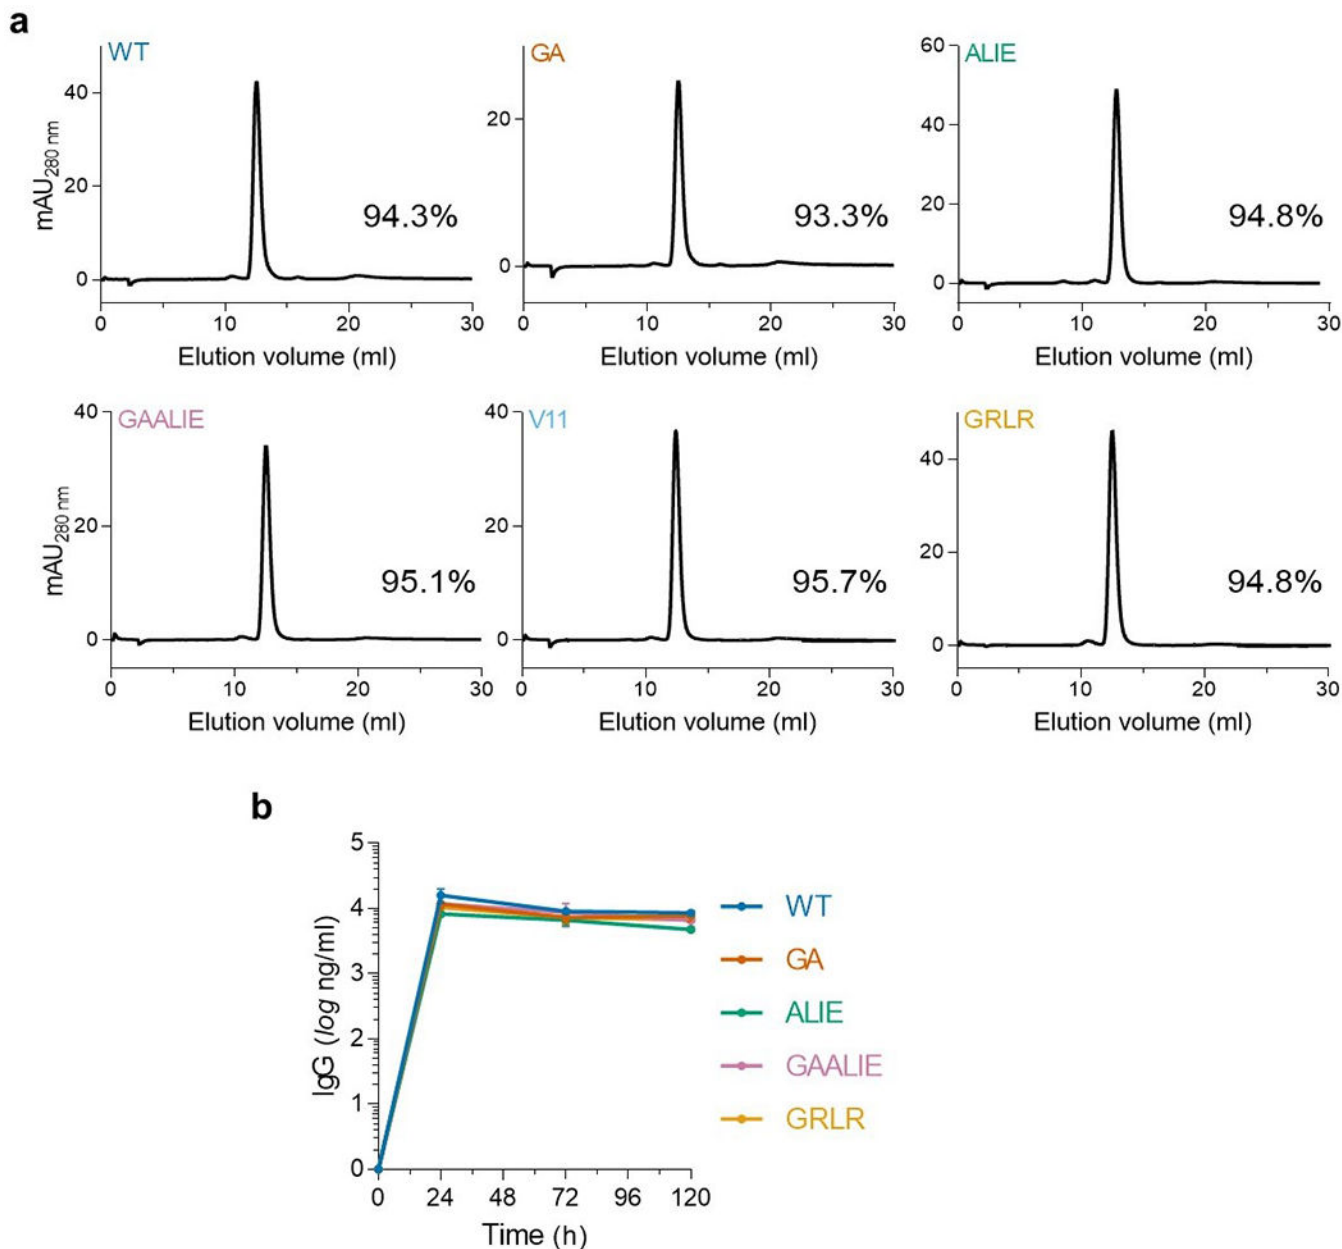 a
WT
mAU280 nm
40
20
0
94.3%
0 10 20 30
Elution volume (ml)
GA
20
0
93.3%
0 10 20 30
Elution volume (ml)
ALIE
60
40
20
0
94.8%
0 10 20 30
Elution volume (ml)
GAALIE
mAU280 nm
40
20
0
95.1%
0 10 20 30
Elution volume (ml)
V11
40
20
0
95.7%
0 10 20 30
Elution volume (ml)
GRLR
40
20
0
94.8%
0 10 20 30
Elution volume (ml)
b
IgG (log ng/ml)
5
4
3
2
1
0
0 24 48 72 96 120
Time (h)
WT
GA
ALIE
GAALIE
GRLR